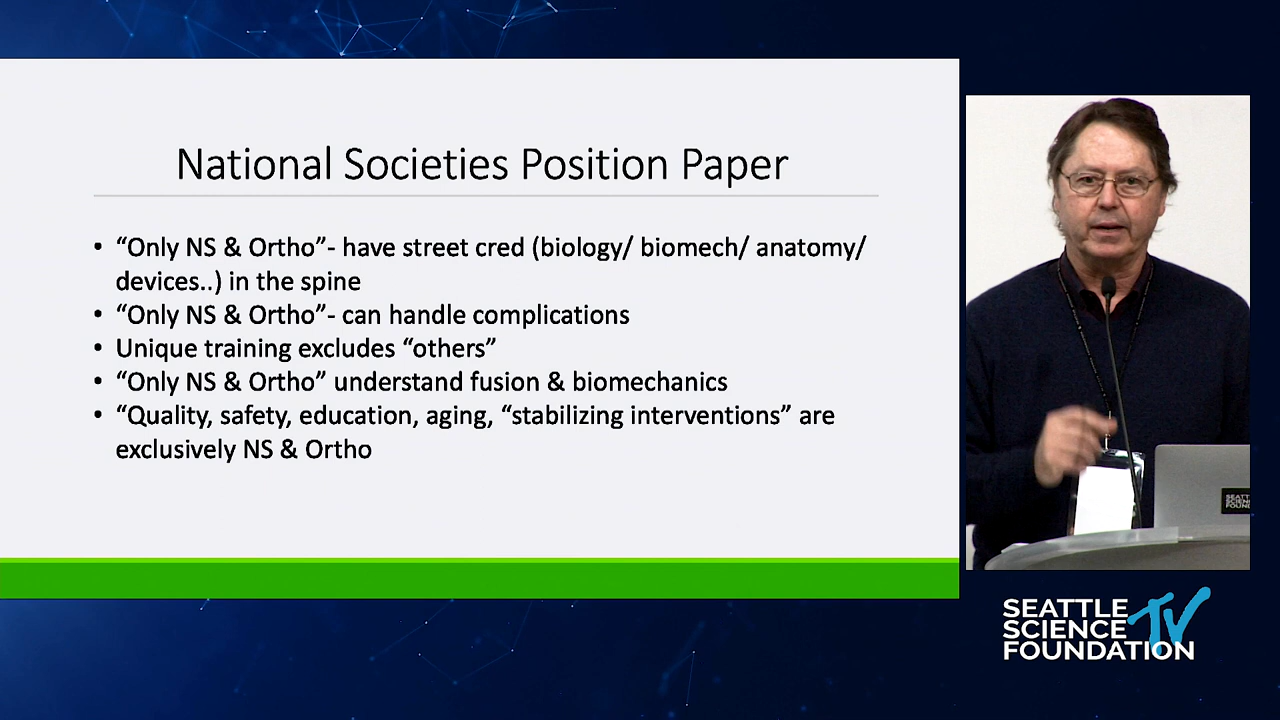 National Societies Position Paper
• “Only NS & Ortho”- have street cred (biology/ biomech/ anatomy/
devices..) in the spine
• “Only NS & Ortho”- can handle complications
• Unique training excludes “others”
• “Only NS & Ortho” understand fusion & biomechanics
• “Quality, safety, education, aging, “stabilizing interventions” are
exclusively NS & Ortho
SEATTLE
SCIENCE
FOUNDATION
TV